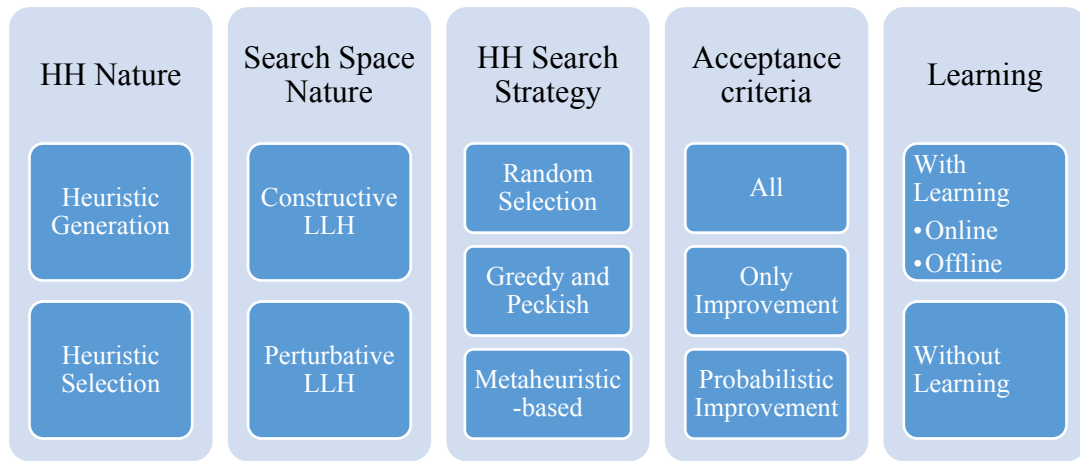 HH Nature
Heuristic
Generation
Heuristic
Selection
Search Space
Nature
Constructive
LLH
Perturbative
LLH
HH Search
Strategy
Random
Selection
Greedy and
Peckish
Metaheuristic
-based
Acceptance
criteria
All
Only
Improvement
Probabilistic
Improvement
Learning
With
Learning
•Online
•Offline
Without
Learning